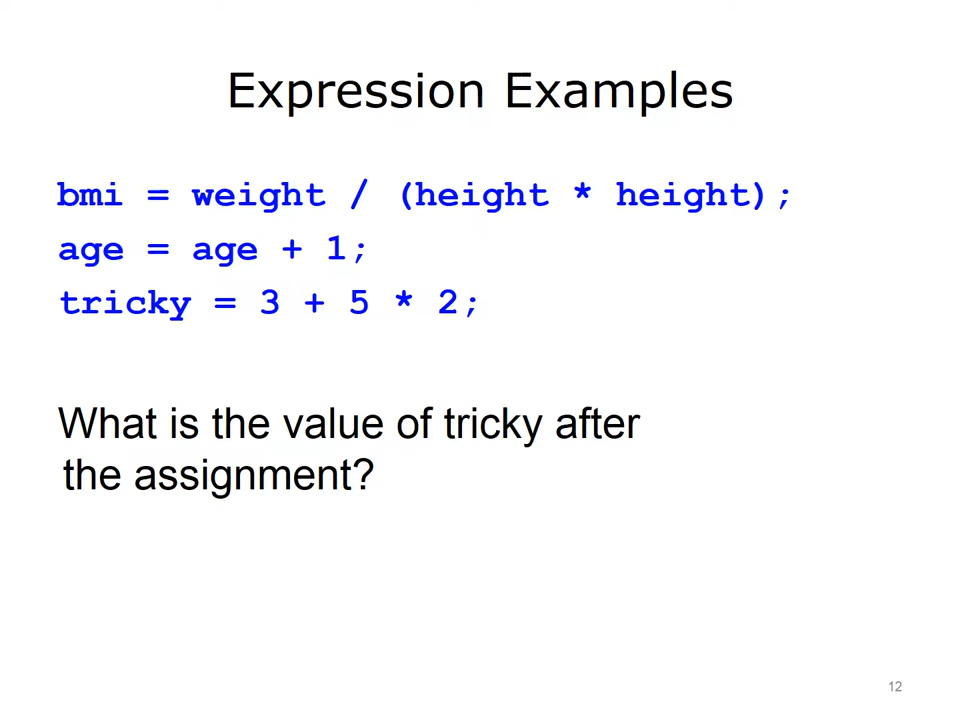 Expression Examples
bmi = weight / (height * height);
age = age + 1;
tricky = 3 + 5 * 2;
What is the value of tricky after
the assignment?
12